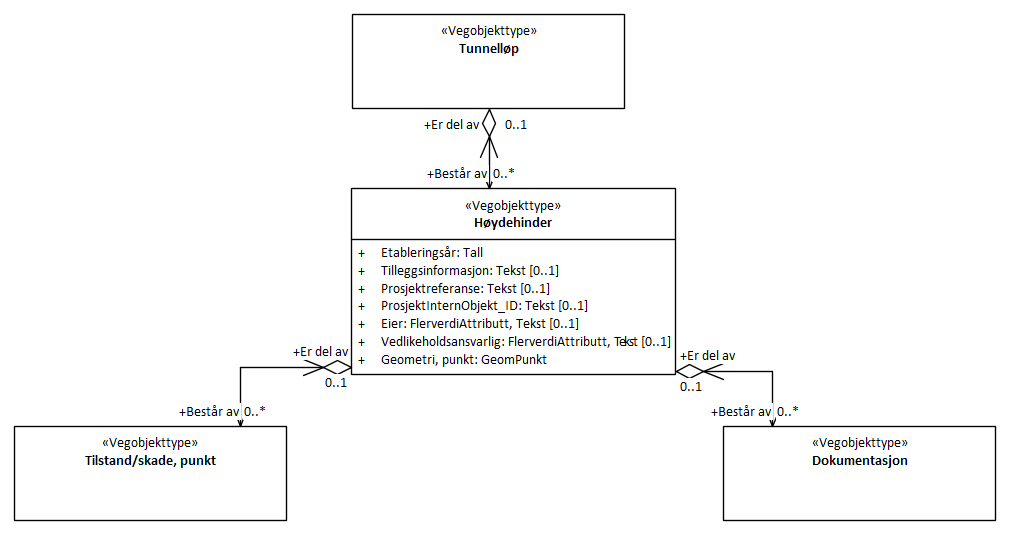 «Vegobjekttype»
Tunnelløp
+Er del av 0..1
+Består av 0..*
«Vegobjekttype»
Høydehinder
+ Etableringsår: Tall
+ Tilleggsinformasjon: Tekst [0..1]
+ Prosjektreferanse: Tekst [0..1]
+ ProsjektInternObjekt_ID: Tekst [0..1]
+ Eier: FlerverdiAttributt, Tekst [0..1]
+ Vedlikeholdsansvarlig: FlerverdiAttributt, Tekst [0..1]
+ Geometri, punkt: GeomPunkt
+Er del av
0..1
+Består av 0..*
«Vegobjekttype»
Tilstand/skade, punkt
+Er del av
0..1
+Består av 0..*
«Vegobjekttype»
Dokumentasjon